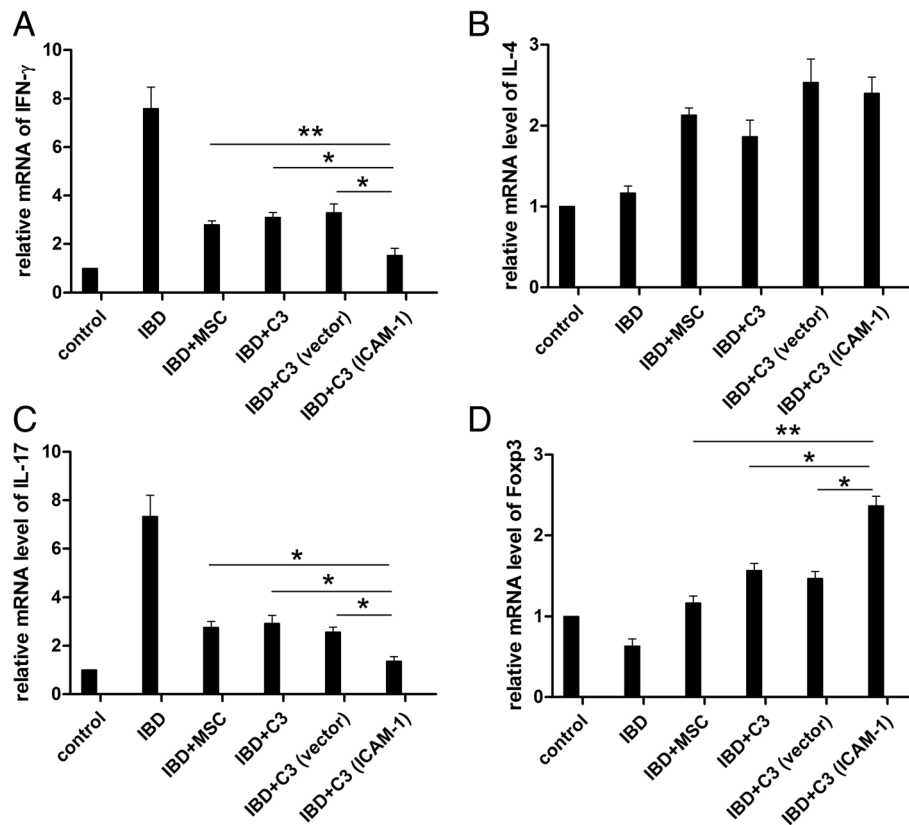 A
relative mRNA of IFN-γ
10
8
6
4
2
0
**
*
*
control
IBD
IBD+MSC
IBD+C3
IBD+C3 (vector)
IBD+C3 (ICAM-1)
B
relative mRNA level of IL-4
3
2
1
0
control
IBD
IBD+MSC
IBD+C3
IBD+C3 (vector)
IBD+C3 (ICAM-1)
C
relative mRNA level of IL-17
10
8
6
4
2
0
*
*
*
control
IBD
IBD+MSC
IBD+C3
IBD+C3 (vector)
IBD+C3 (ICAM-1)
D
relative mRNA level of Foxp3
3
2
1
0
**
*
*
control
IBD
IBD+MSC
IBD+C3
IBD+C3 (vector)
IBD+C3 (ICAM-1)